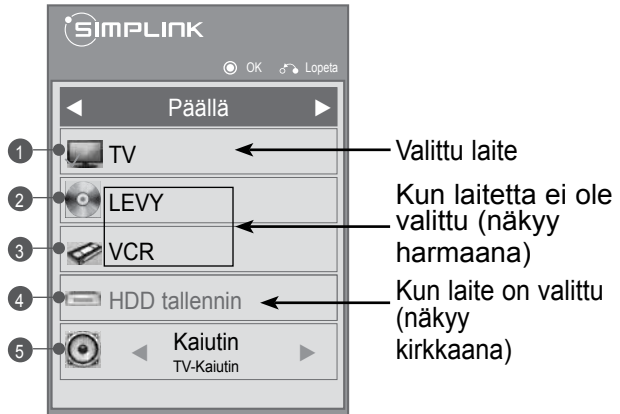 SIMPLINK
OK Lopeta
Päällä
1 TV
2 LEVY
3 VCR
4 HDD tallennin
5 Kaiutin
TV-Kaiutin
Valittu laite
Kun laitetta ei ole
valittu (näkyy
harmaana)
Kun laite on valittu
(näkyy
kirkkaana)